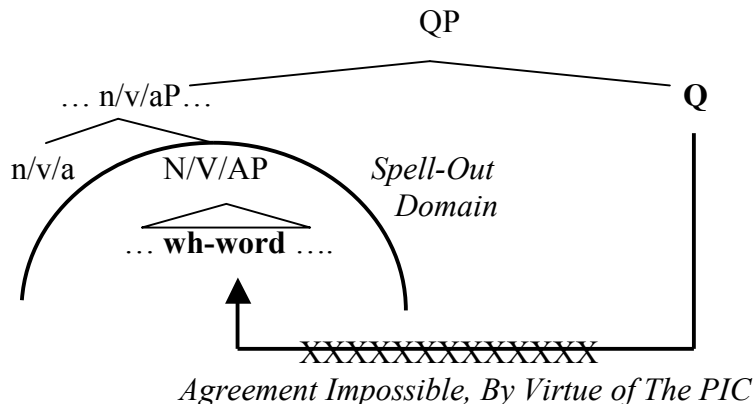 QP
… n/v/aP… Q
n/v/a N/V/AP Spell-Out
Domain
… wh-word ….
XXXXXXXXXXXXX
Agreement Impossible, By Virtue of The PIC